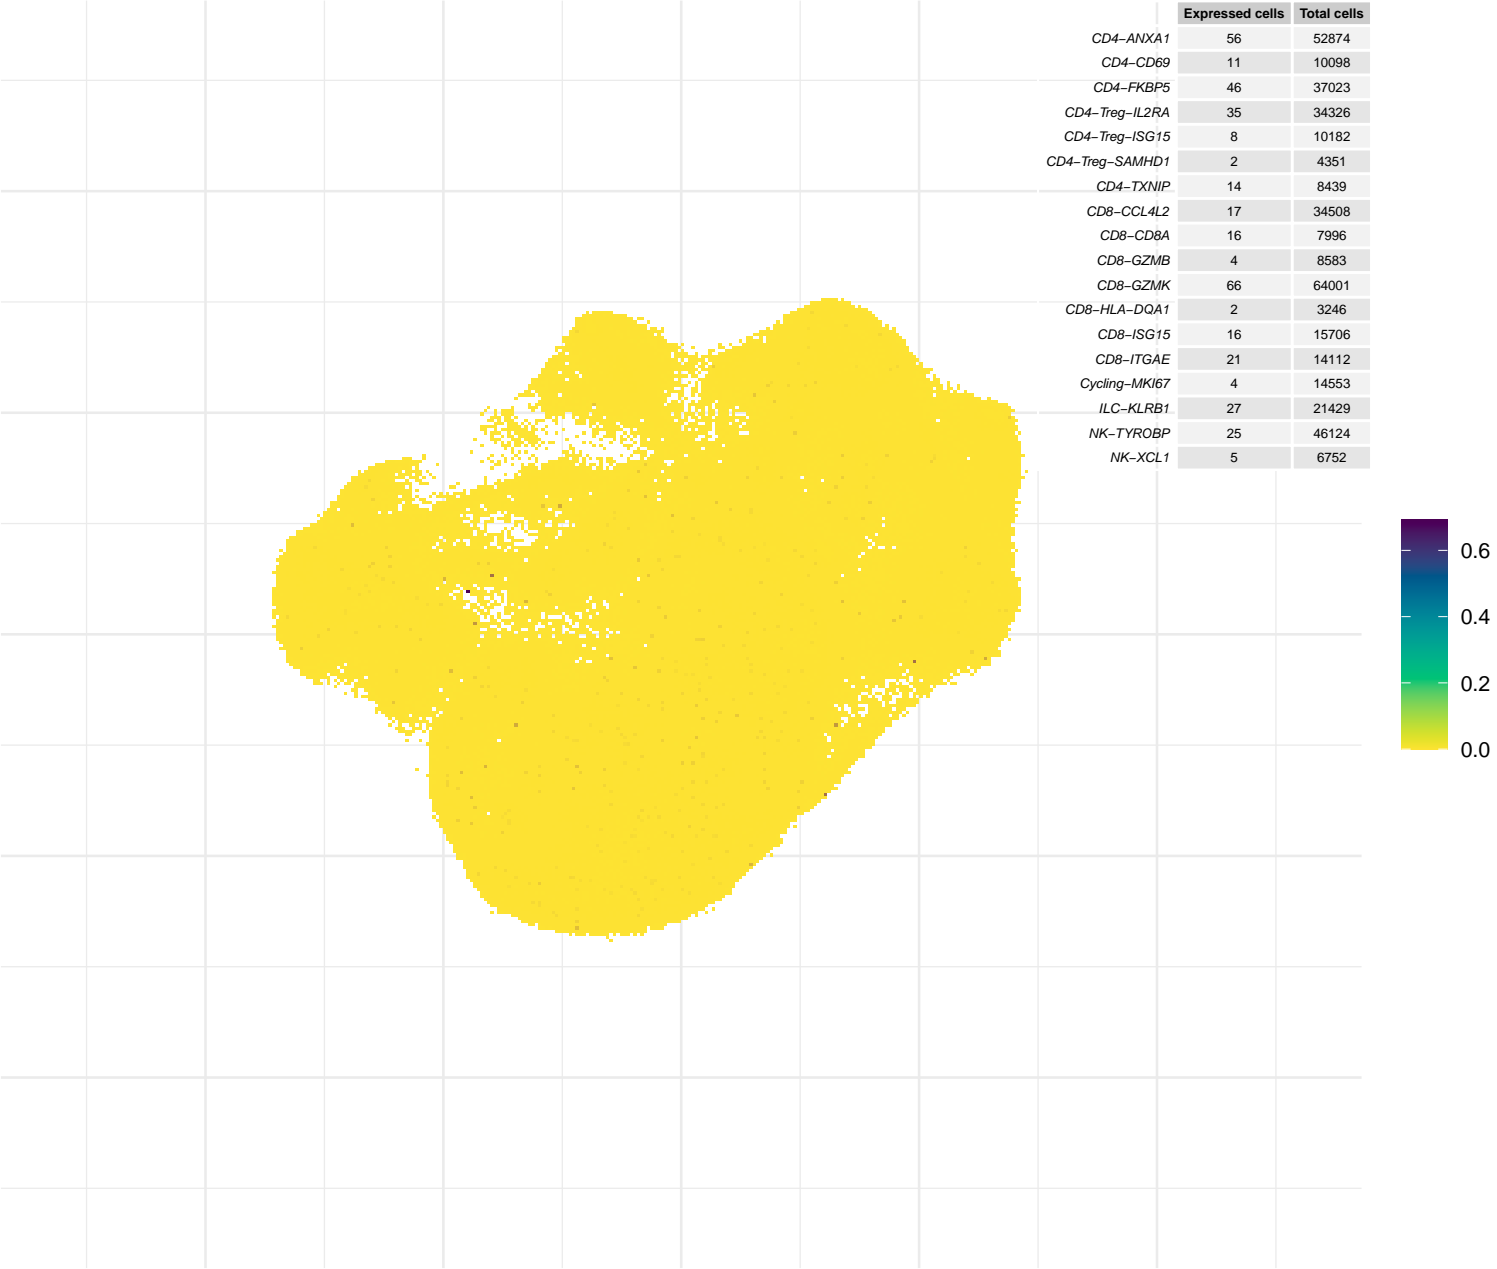 Expressed cells Total cells
CD4−ANXA1 56 52874
CD4−CD69 11 10098
CD4−FKBP5 46 37023
CD4−Treg−IL2RA 35 34326
CD4−Treg−ISG15 8 10182
CD4−Treg−SAMHD1 2 4351
CD4−TXNIP 14 8439
CD8−CCL4L2 17 34508
CD8−CD8A 16 7996
CD8−GZMB 4 8583
CD8−GZMK 66 64001
CD8−HLA−DQA1 2 3246
CD8−ISG15 16 15706
CD8−ITGAE 21 14112
Cycling−MKI67 4 14553
ILC−KLRB1 27 21429
NK−TYROBP 25 46124
NK−XCL1 5 6752
0.6
0.4
0.2
0.0